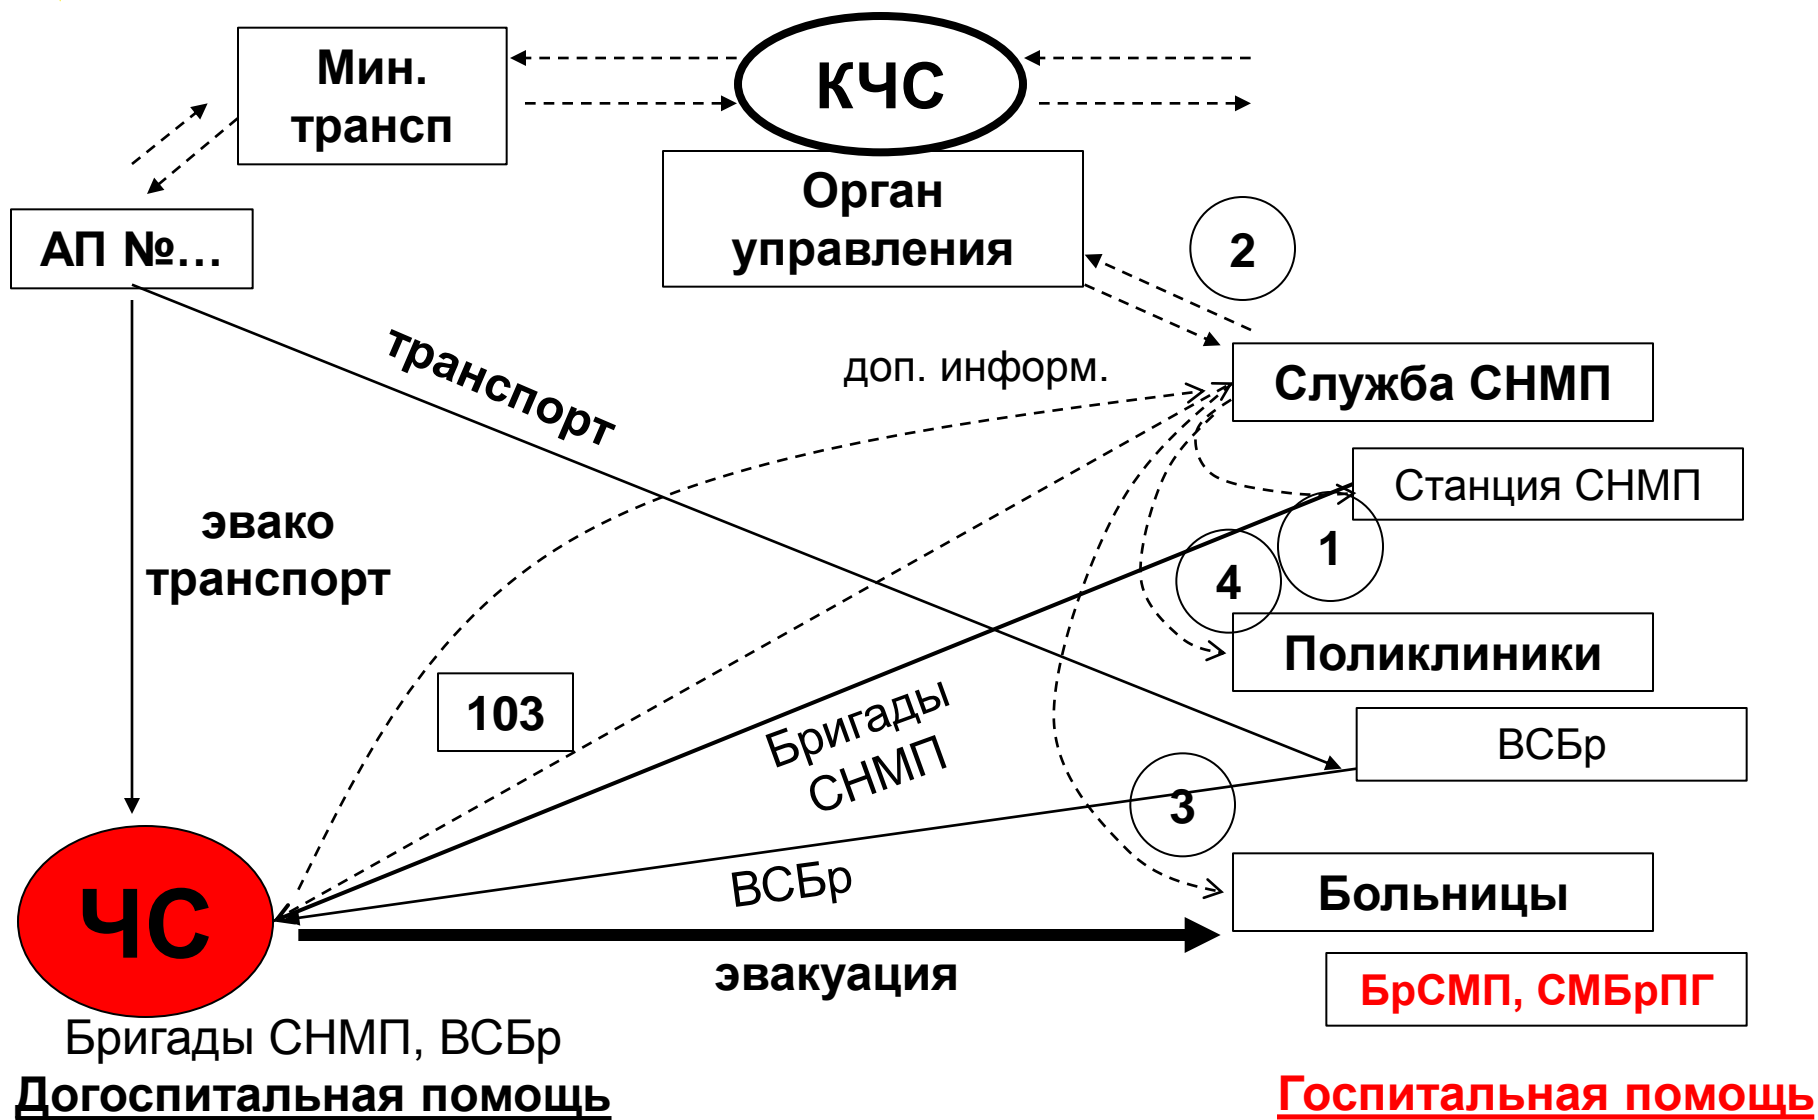 Мин.
трансп
КЧС
Орган
управления
2
АП №...
транспорт
доп. информ.
Служба СНМП
Станция СНМП
эвако
транспорт
1
4
Поликлиники
103
Бригады
СНМП
ВСБр
3
ВСБр
Больницы
ЧС
эвакуация
БрСМП, СМБрПГ
Бригады СНМП, ВСБр
Догоспитальная помощь
Госпитальная помощь